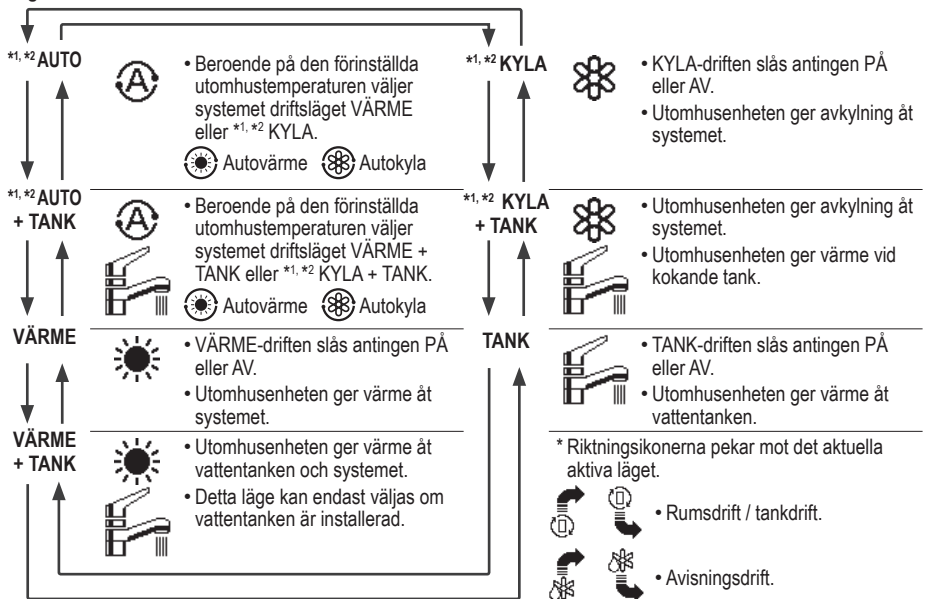 *1, *2 AUTO
• Beroende på den förinställda
utomhustemperaturen väljer
systemet driftsläget VÄRME
eller *1, *2 KYLA.
Autovärme Autokyla
*1, *2 AUTO
+ TANK
• Beroende på den förinställda
utomhustemperaturen väljer
systemet driftsläget VÄRME +
TANK eller *1, *2 KYLA + TANK.
Autovärme Autokyla
VÄRME
• VÄRME-driften slås antingen PÅ
eller AV.
• Utomhusenheten ger värme åt
systemet.
VÄRME
+ TANK
• Utomhusenheten ger värme åt
vattentanken och systemet.
• Detta läge kan endast väljas om
vattentanken är installerad.
*1, *2 KYLA
• KYLA-driften slås antingen PÅ
eller AV.
• Utomhusenheten ger avkylning åt
systemet.
*1, *2 KYLA
+ TANK
• Utomhusenheten ger avkylning åt
systemet.
• Utomhusenheten ger värme vid
kokande tank.
TANK
• TANK-driften slås antingen PÅ
eller AV.
• Utomhusenheten ger värme åt
vattentanken.
* Riktningsikonerna pekar mot det aktuella
aktiva läget.
• Rumsdrift / tankdrift.
• Avisningsdrift.